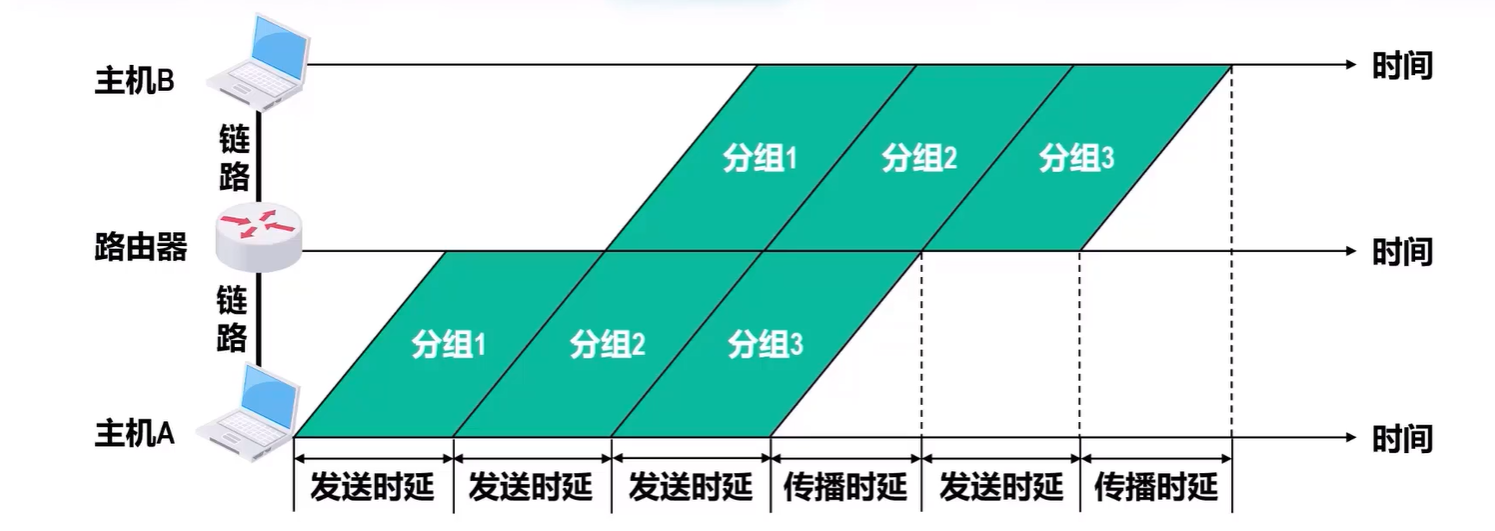 主机B
时间
链路
分组1
分组2
分组3
路由器
时间
链路
分组1
分组2
分组3
主机A
时间
发送时延
发送时延
发送时延
传播时延
发送时延
传播时延